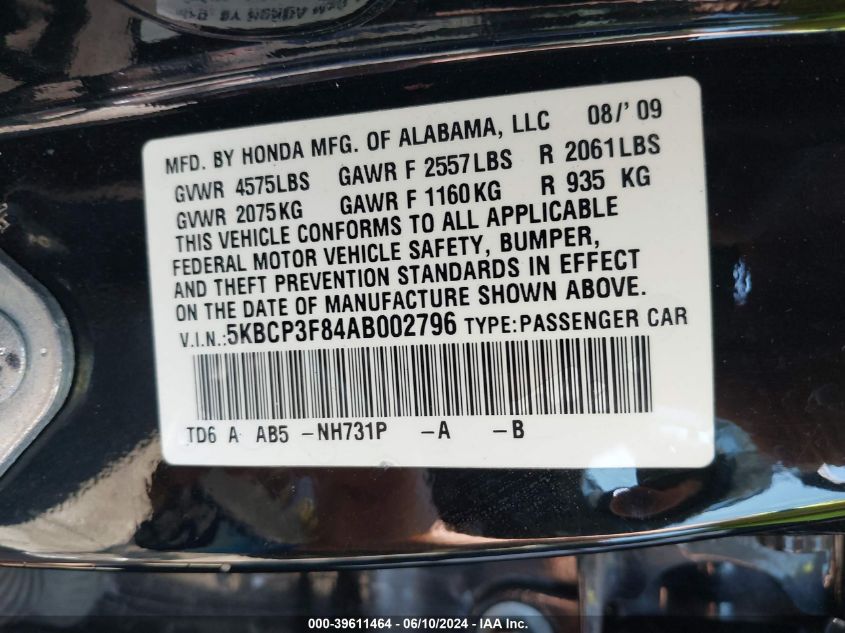 MFD. BY HONDA MFG. OF ALABAMA, LLC 08/'09
GVWR 4575LBS GAWR F 2557LBS R 2061LBS
GVWR 2075KG GAWR F 1160KG R 935 KG
THIS VEHICLE CONFORMS TO ALL APPLICABLE
FEDERAL MOTOR VEHICLE SAFETY, BUMPER,
AND THEFT PREVENTION STANDARDS IN EFFECT
ON THE DATE OF MANUFACTURE SHOWN ABOVE.
V.I.N.:5KBCP3F84AB002796 TYPE:PASSENGER CAR
TD6 A AB5 -NH731P -A -B
000-39611464 - 06/10/2024 - IAA Inc.